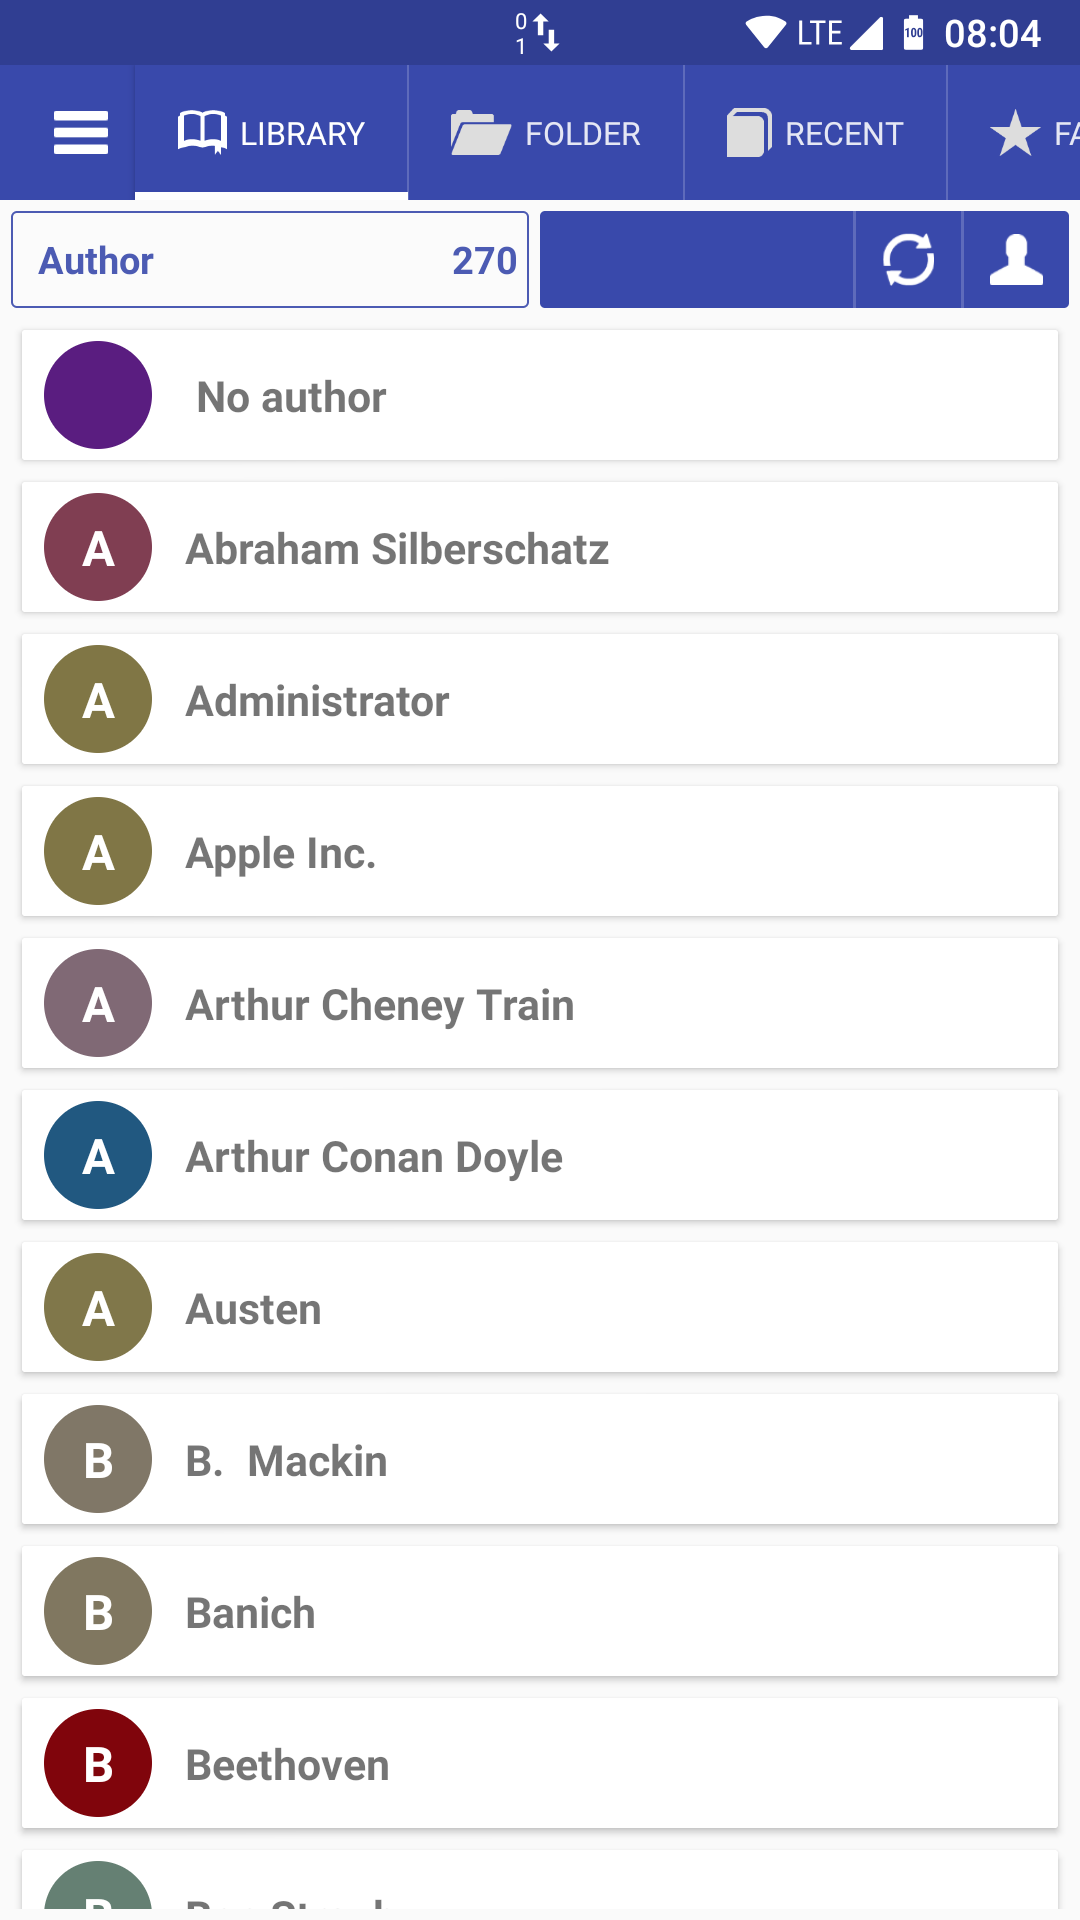 0
1
LTE
100
08:04
LIBRARY
FOLDER
RECENT
FA
Author
270
No author
A
Abraham Silberschatz
A
Administrator
A
Apple Inc.
A
Arthur Cheney Train
A
Arthur Conan Doyle
A
Austen
B
B.  Mackin
B
Banich
B
Beethoven
B